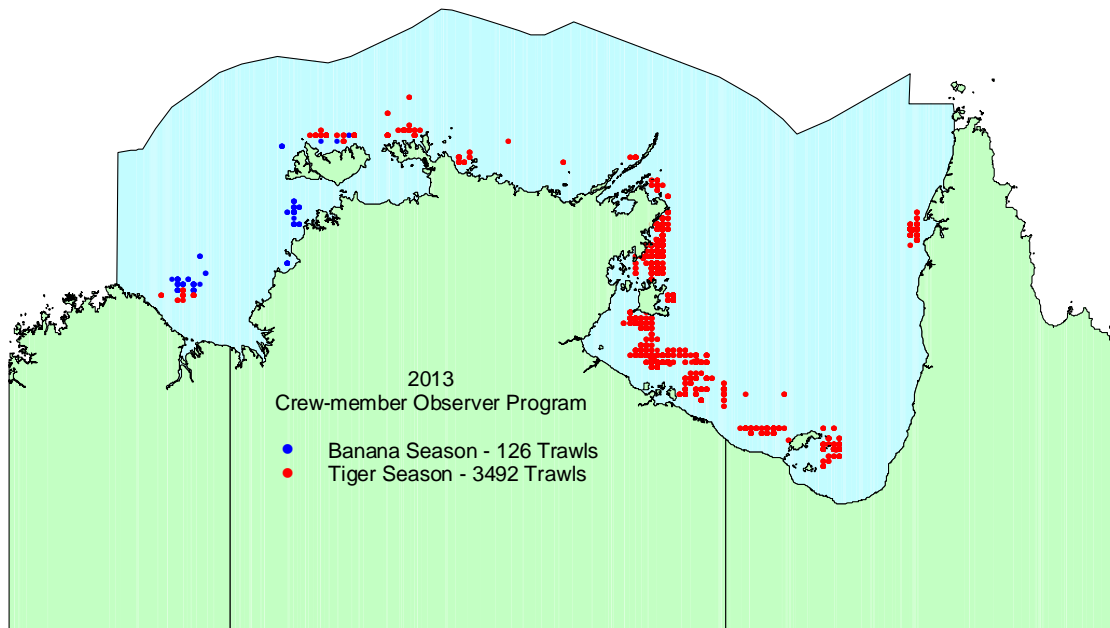 2013
Crew-member Observer Program
Banana Season - 126 Trawls
Tiger Season - 3492 Trawls